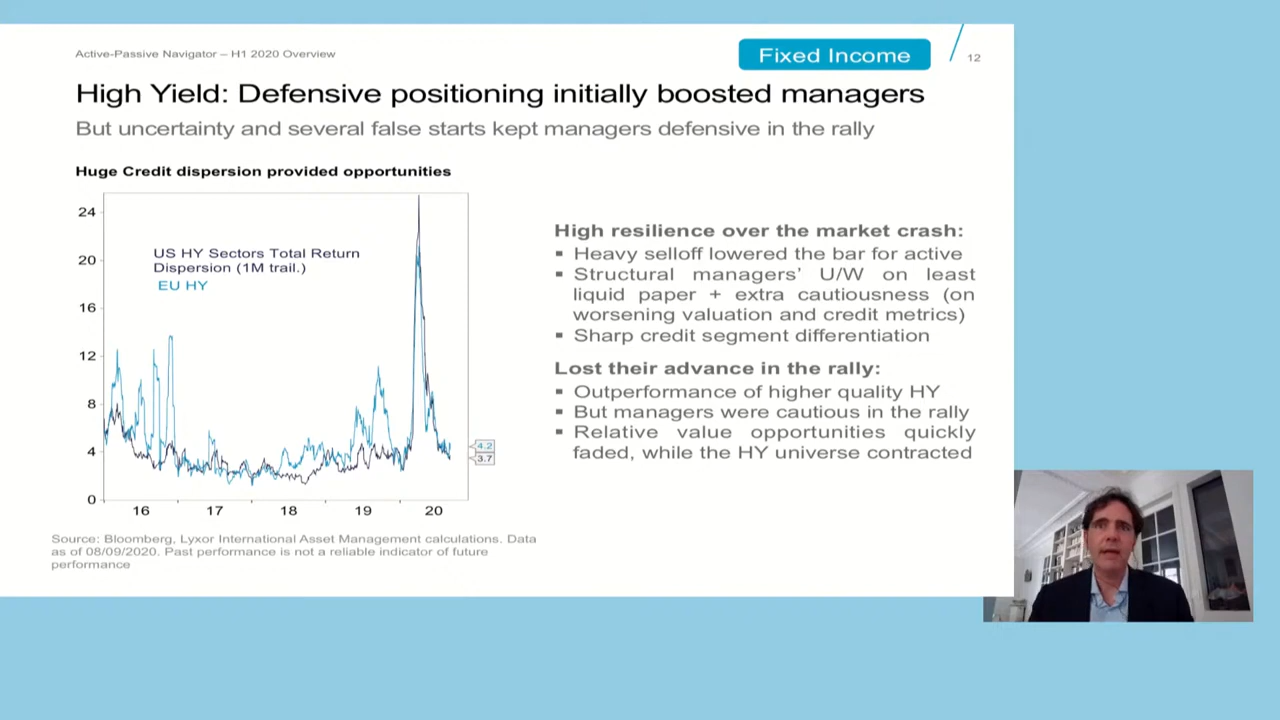 Active-Passive Navigator – H1 2020 Overview
Fixed Income
12
High Yield: Defensive positioning initially boosted managers
But uncertainty and several false starts kept managers defensive in the rally
Huge Credit dispersion provided opportunities
24
20
16
12
8
4
0
US HY Sectors Total Return
Dispersion (1M trail.)
EU HY
4.2
3.7
16 17 18 19 20
Source: Bloomberg, Lyxor International Asset Management calculations. Data
as of 08/09/2020. Past performance is not a reliable indicator of future
performance
High resilience over the market crash:
▪ Heavy selloff lowered the bar for active
▪ Structural managers’ U/W on least
liquid paper + extra cautiousness (on
worsening valuation and credit metrics)
▪ Sharp credit segment differentiation
Lost their advance in the rally:
▪ Outperformance of higher quality HY
▪ But managers were cautious in the rally
▪ Relative value opportunities quickly
faded, while the HY universe contracted